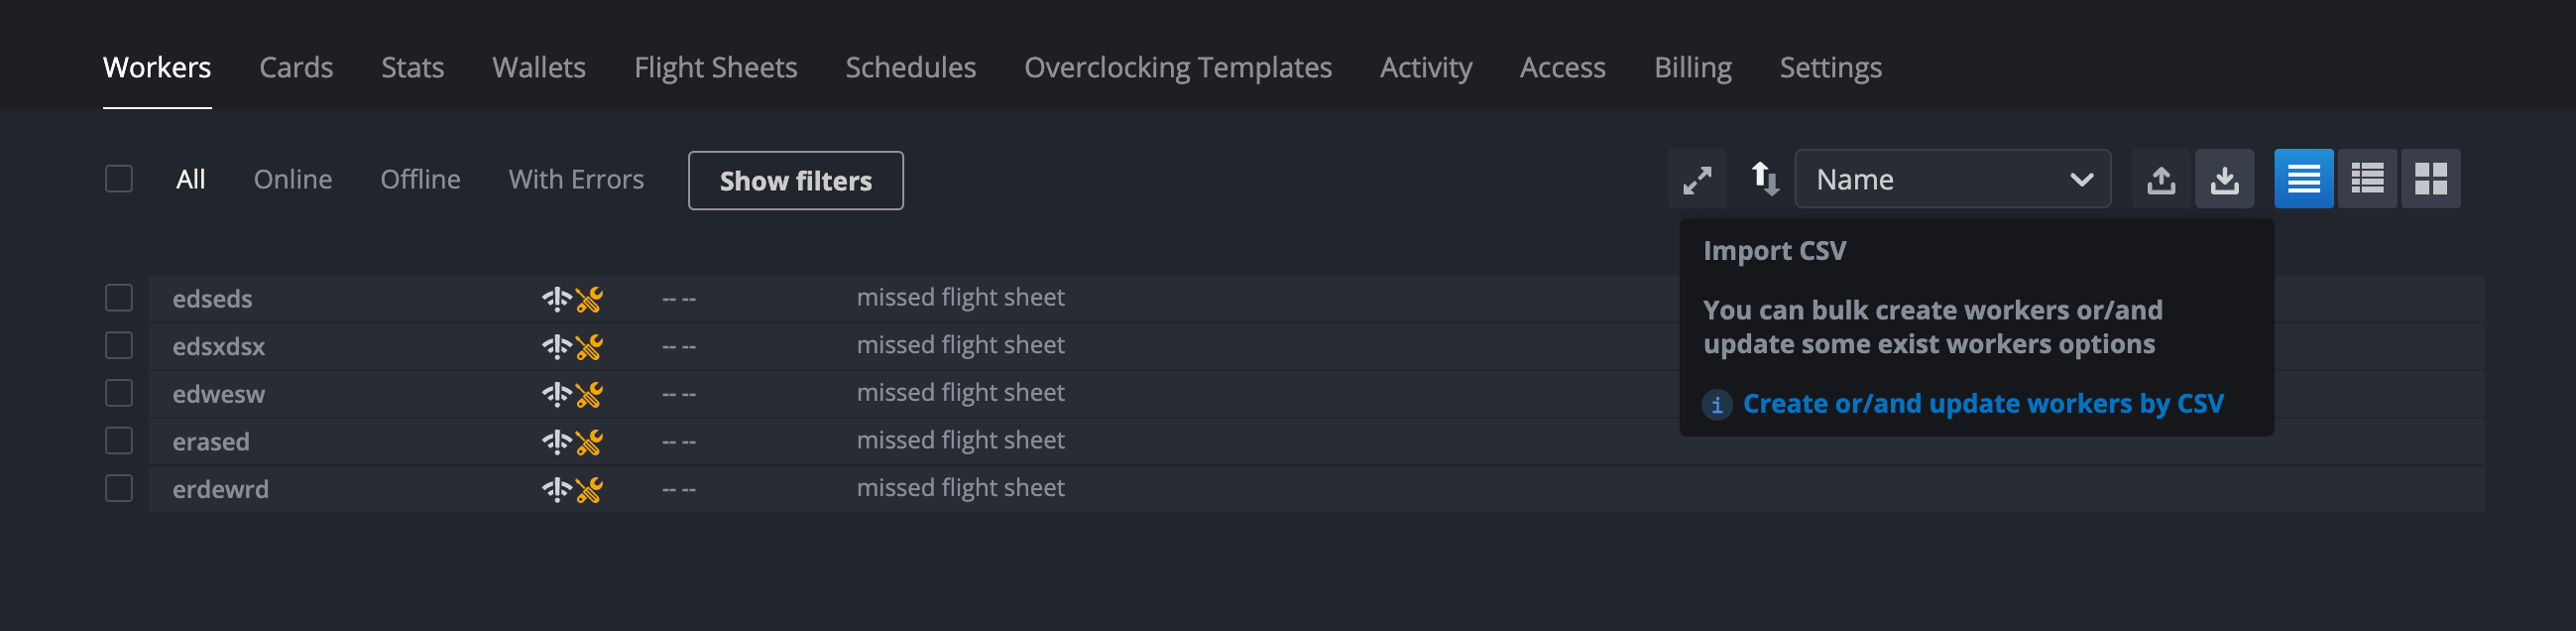 Workers Cards Stats Wallets Flight Sheets Schedules Overclocking Templates Activity Access Billing Settings
All Online Offline With Errors Show filters Name
Import CSV
You can bulk create workers or/and
update some exist workers options
i Create or/and update workers by CSV
edseds -- -- missed flight sheet
edsxdsx -- -- missed flight sheet
edwesw -- -- missed flight sheet
erased -- -- missed flight sheet
erdewrd -- -- missed flight sheet